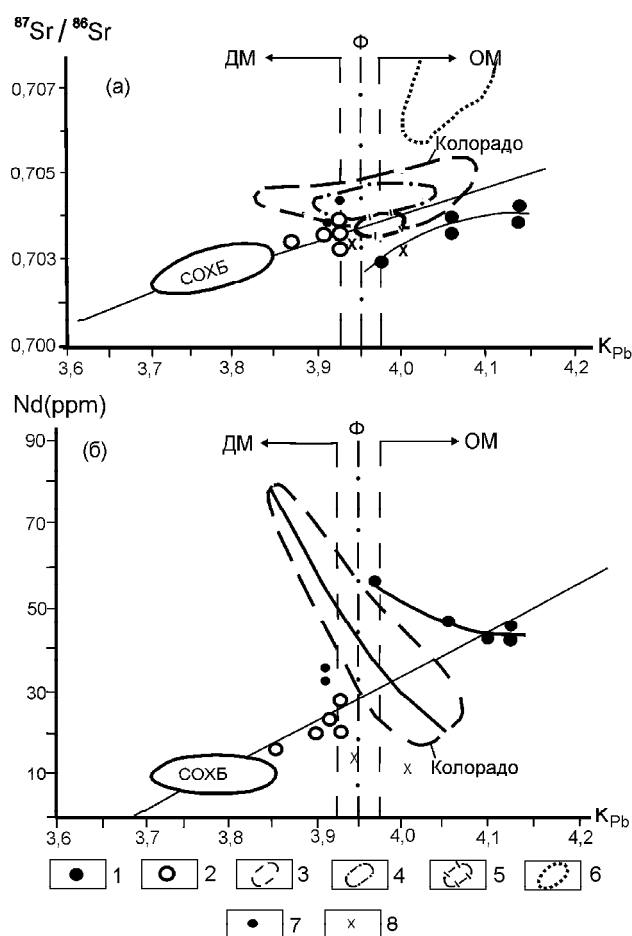 ⁸⁷Sr / ⁸⁶Sr
Ф
ДМ ОМ
0,707
(а)
Колорадо
0,705
0,703
СОХБ
0,700
3,6 3,7 3,8 3,9 4,0 4,1 4,2
KPb
Nd(ppm)
Ф
90
(б)
ДМ ОМ
70
50
30
10
СОХБ
Колорадо
3,6 3,7 3,8 3,9 4,0 4,1 4,2
KPb
1 2 3 4 5 6
7 8